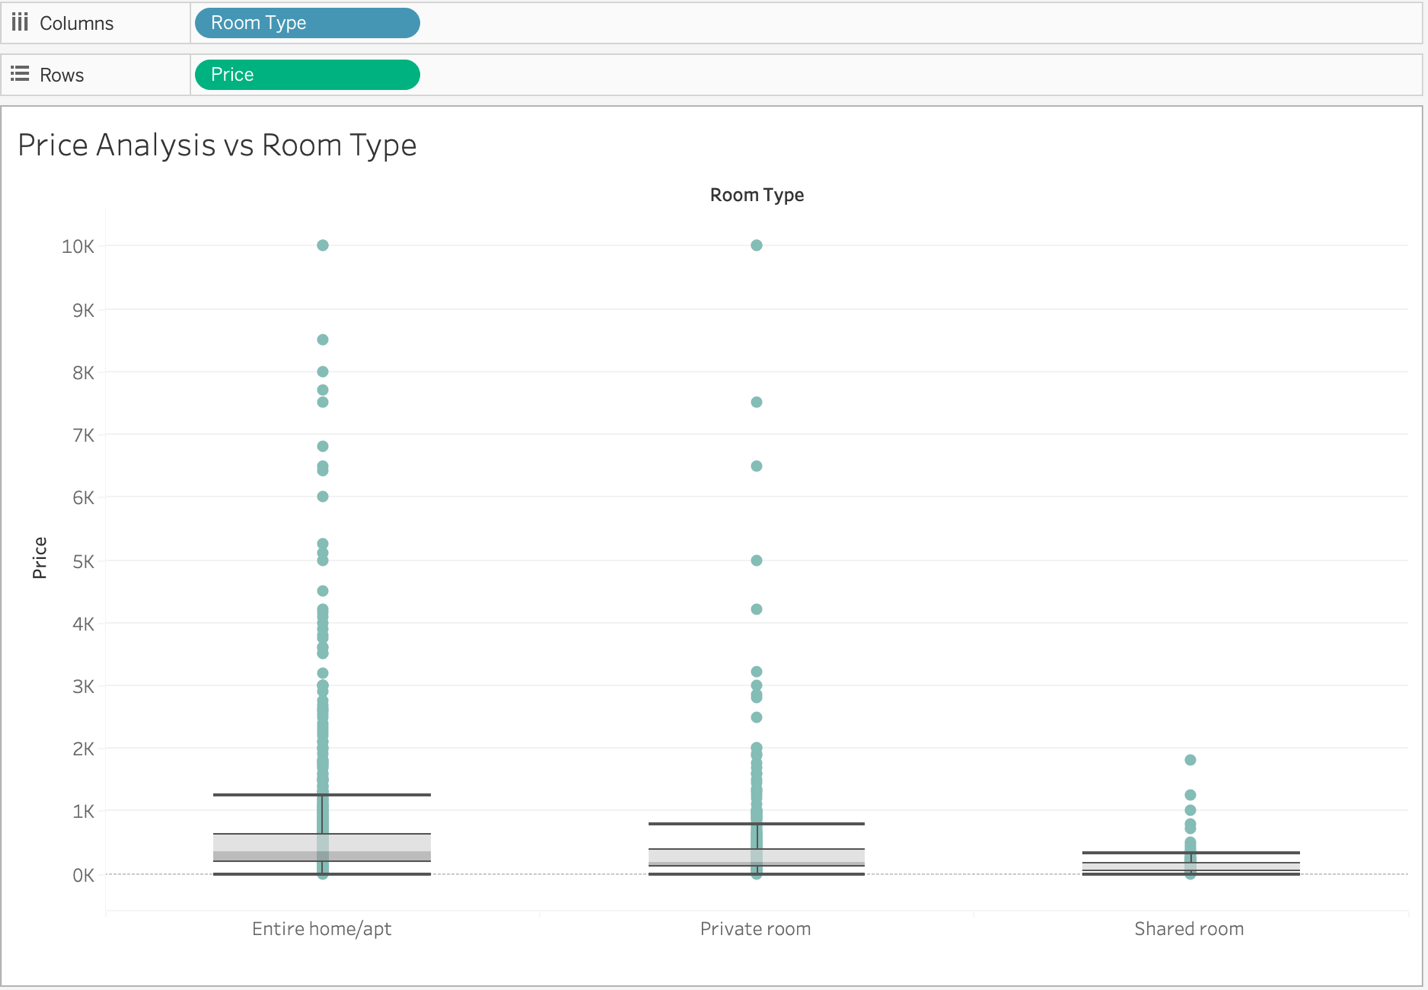 Columns
Room Type
Rows
Price
Price Analysis vs Room Type
Room Type
10K
9K
8K
7K
6K
5K
4K
3K
2K
1K
0K
Price
Entire home/apt
Private room
Shared room